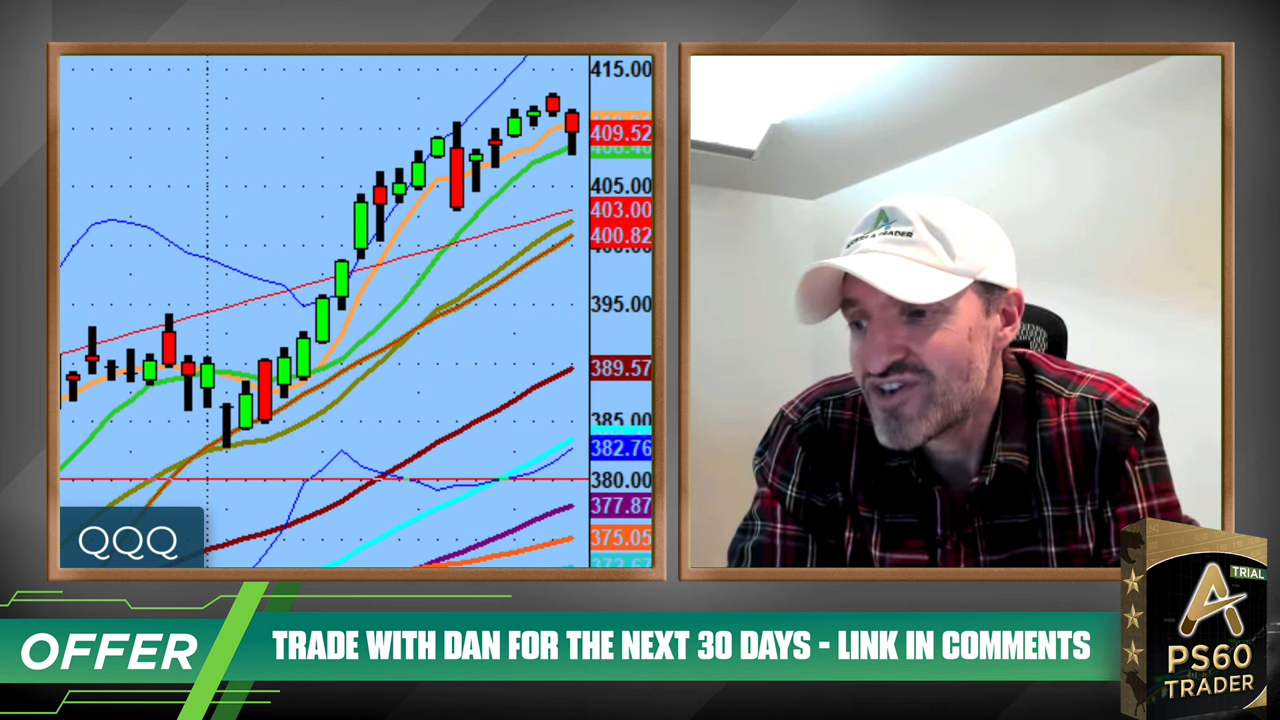 415.00
409.52
405.00
403.00
400.82
395.00
389.57
385.00
382.76
380.00
377.87
375.05
QQQ
TRADER
OFFER
TRADE WITH DAN FOR THE NEXT 30 DAYS - LINK IN COMMENTS
TRIAL
PS60
TRADER